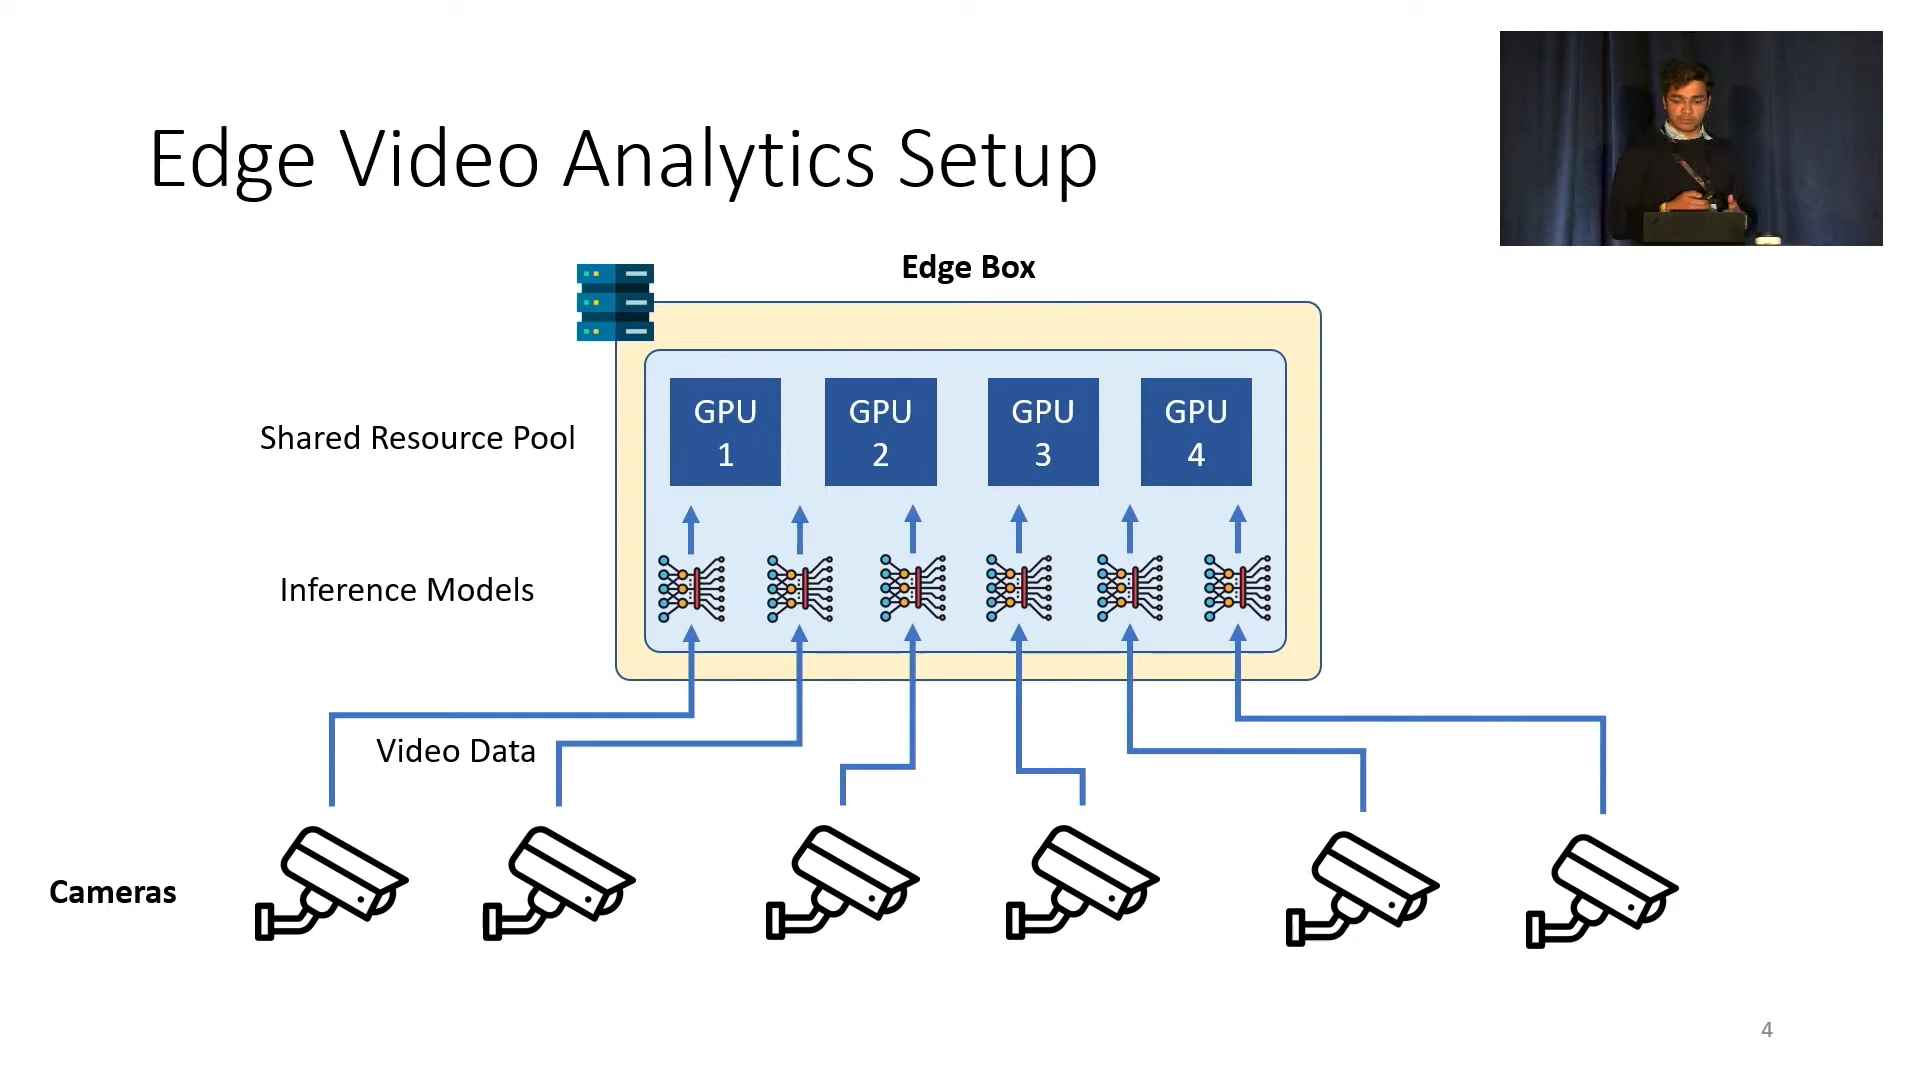 Edge Video Analytics Setup
Edge Box
Shared Resource Pool
GPU
1
GPU
2
GPU
3
GPU
4
Inference Models
Video Data
Cameras
4